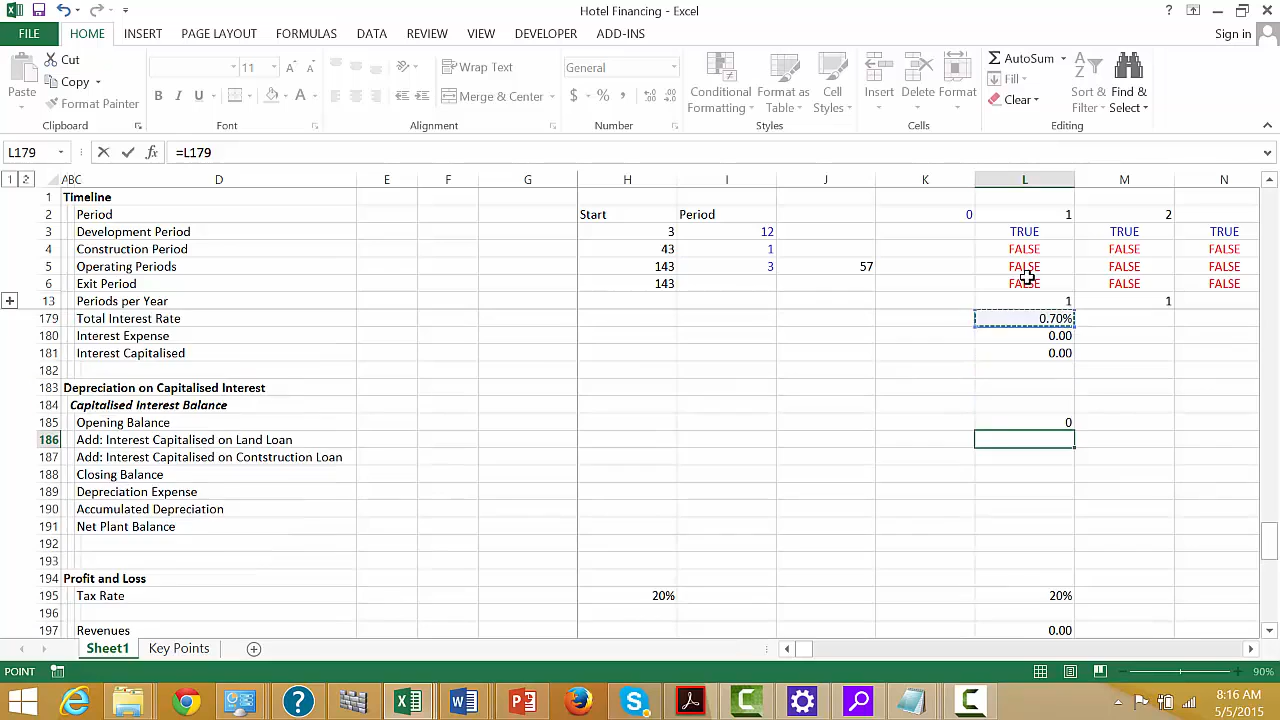 Hotel Financing - Excel
FILE HOME INSERT PAGE LAYOUT FORMULAS DATA REVIEW VIEW DEVELOPER ADD-INS Sign in
Paste Cut Copy Format Painter
11
Wrap Text
Merge & Center
General
Conditional Formatting Format as Table Cell Styles
Insert Delete Format
AutoSum Fill Clear
Sort & Filter Find & Select
Clipboard Font Alignment Number Styles Cells Editing
L179 =L179
1 2 A B C D E F G H I J K L M N
1 Timeline
2 Period Start Period 0 1 2
3 Development Period 3 12 TRUE TRUE TRUE
4 Construction Period 43 1 FALSE FALSE FALSE
5 Operating Periods 143 3 57 FALSE FALSE FALSE
6 Exit Period 143 FALSE FALSE FALSE
13 Periods per Year 1 1
179 Total Interest Rate 0.70%
180 Interest Expense 0.00
181 Interest Capitalised 0.00
182
183 Depreciation on Capitalised Interest
184 Capitalised Interest Balance
185 Opening Balance 0
186 Add: Interest Capitalised on Land Loan
187 Add: Interest Capitalised on Contstruction Loan
188 Closing Balance
189 Depreciation Expense
190 Accumulated Depreciation
191 Net Plant Balance
192
193
194 Profit and Loss
195 Tax Rate 20% 20%
196
197 Revenues 0.00
Sheet1 Key Points
POINT 90%
8:16 AM
5/5/2015